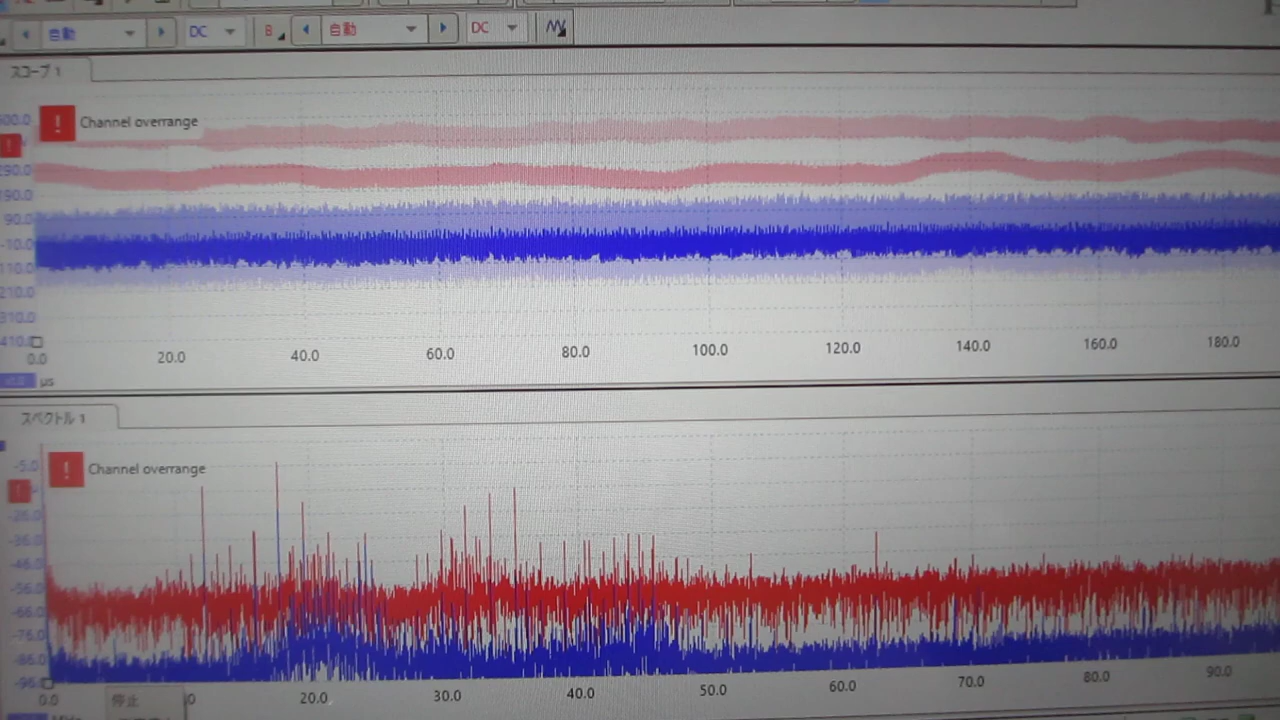 自動 DC B 自動 DC
スコープ 1
! Channel overrange
290.0
190.0
90.0
-10.0
110.0
210.0
310.0
410.0
0.0 20.0 40.0 60.0 80.0 100.0 120.0 140.0 160.0 180.0
µs
スペクトル 1
-5.0
! Channel overrange
-26.0
-36.0
-46.0
-56.0
-66.0
-76.0
-86.0
-96.0
0.0 20.0 30.0 40.0 50.0 60.0 70.0 80.0 90.0
停止